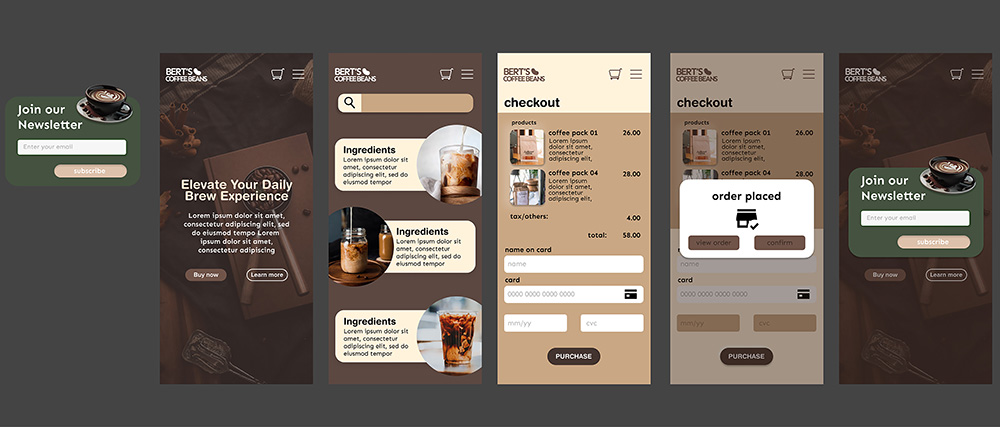 Join our
Newsletter
Enter your email
subscribe
BERT'S
COFFEE BEANS
Elevate Your Daily
Brew Experience
Lorem ipsum dolor sit
amet, consectetur
adipiscing elit, sed do
eiusmod tempo Lorem
ipsum dolor sit amet,
consectetur adipiscing
Buy now
Learn more
BERT'S
COFFEE BEANS
Ingredients
Lorem ipsum dolor sit
amet, consectetur
adipiscing elit, sed do
eiusmod tempor
Ingredients
Lorem ipsum dolor sit
amet, consectetur
adipiscing elit, sed do
eiusmod tempor
Ingredients
Lorem ipsum dolor sit
amet, consectetur
adipiscing elit, sed do
eiusmod tempor
BERT'S
COFFEE BEANS
checkout
products
coffee pack 01 26.00
Lorem ipsum dolor
sit amet,
consectetur
adipiscing elit,
coffee pack 04 28.00
Lorem ipsum dolor
sit amet,
consectetur
adipiscing elit,
tax/others: 4.00
total: 58.00
name on card
name
card
0000 0000 0000 0000
mm/yy cvc
PURCHASE
BERT'S
COFFEE BEANS
checkout
products
coffee pack 01 26.00
Lorem ipsum dolor
sit amet,
consectetur
adipiscing elit,
coffee pack 04 28.00
order placed
view order confirm
name
card
0000 0000 0000 0000
mm/yy cvc
PURCHASE
BERT'S
COFFEE BEANS
Join our
Newsletter
Enter your email
subscribe
Buy now
Learn more